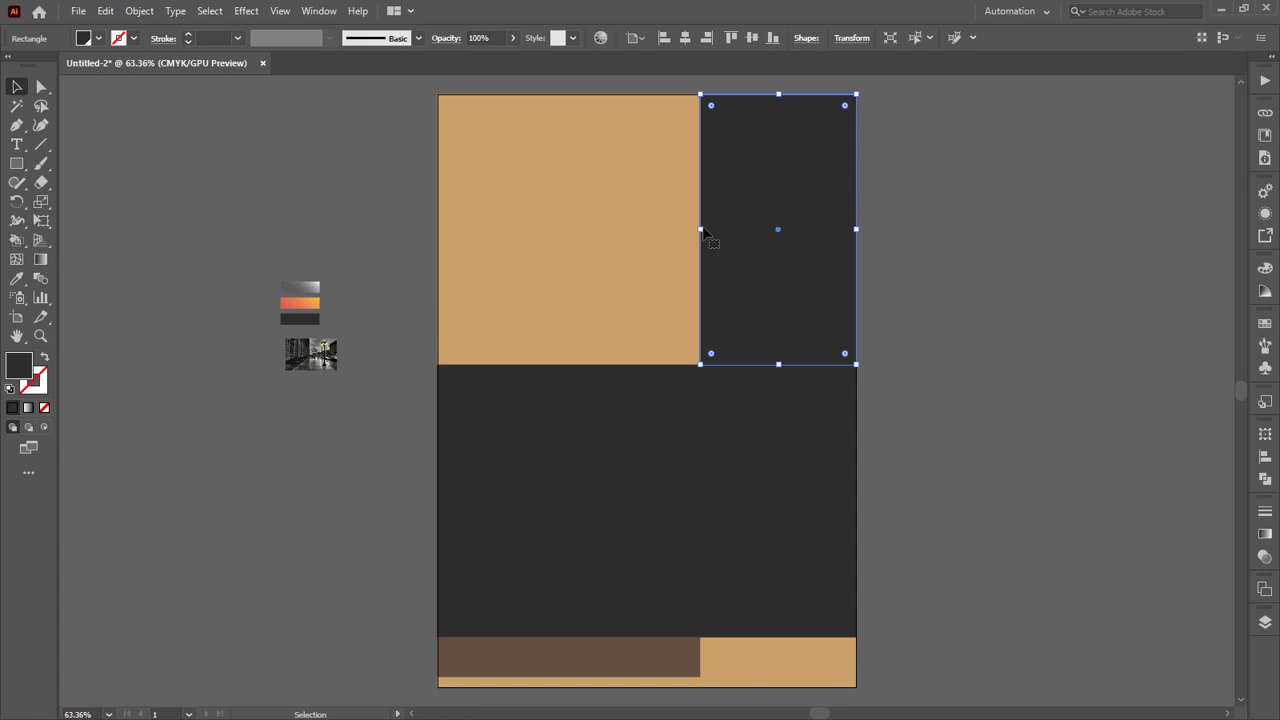 Ai File Edit Object Type Select Effect View Window Help Automation Search Adobe Stock
Rectangle Stroke: Basic Opacity: 100% Style: Shape: Transform
Untitled-2* @ 63.36% (CMYK/GPU Preview) ×
T
63.36% 1 Selection